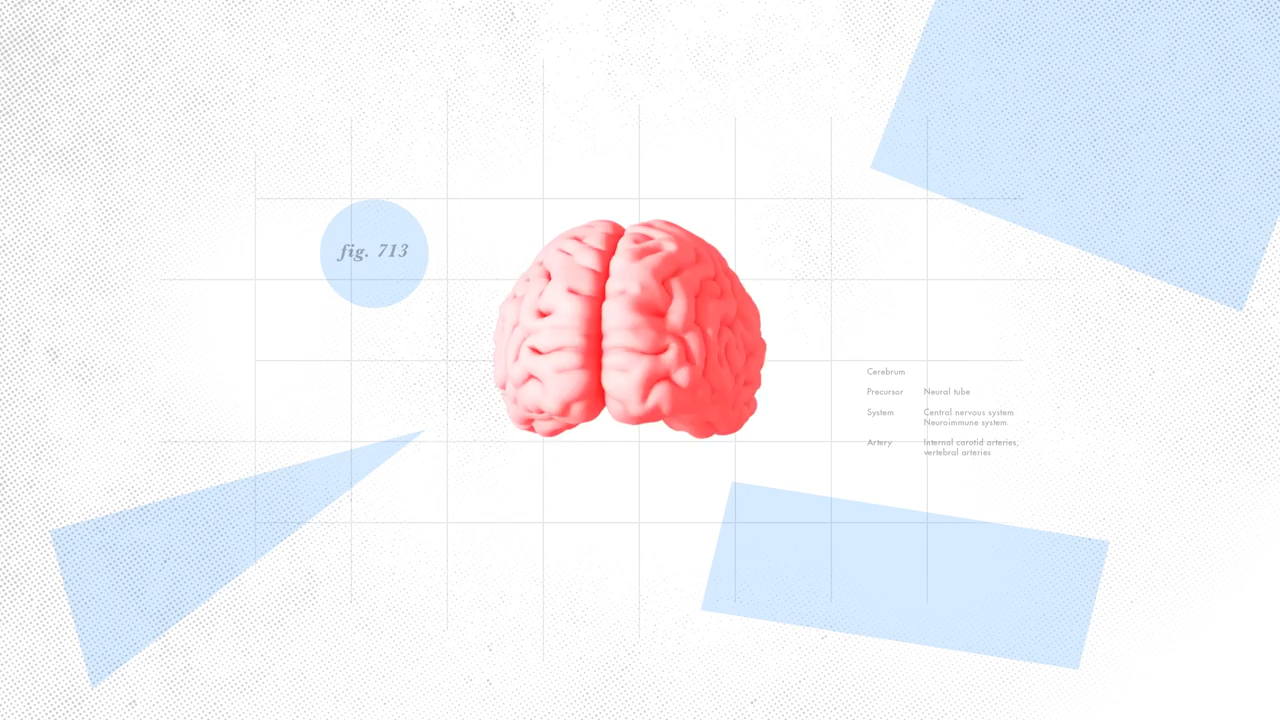 fig. 713
Cerebrum
Precursor Neural tube
System Central nervous system
Neuroimmune system
Artery Internal carotid arteries,
vertebral arteries